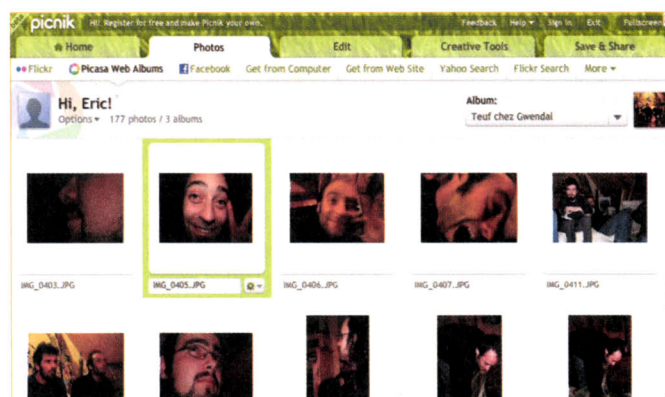 picnik Hi! Register for free and make Picnik your own. Feedback Help Sign in Exit Fullscreen
Home Photos Edit Creative Tools Save & Share
Flickr Picasa Web Albums Facebook Get from Computer Get from Web Site Yahoo Search Flickr Search More
Hi, Eric! Album:
Options 177 photos / 3 albums Teuf chez Gwendal
IMG_0403.JPG IMG_0405.JPG IMG_0406.JPG IMG_0407.JPG IMG_0411.JPG